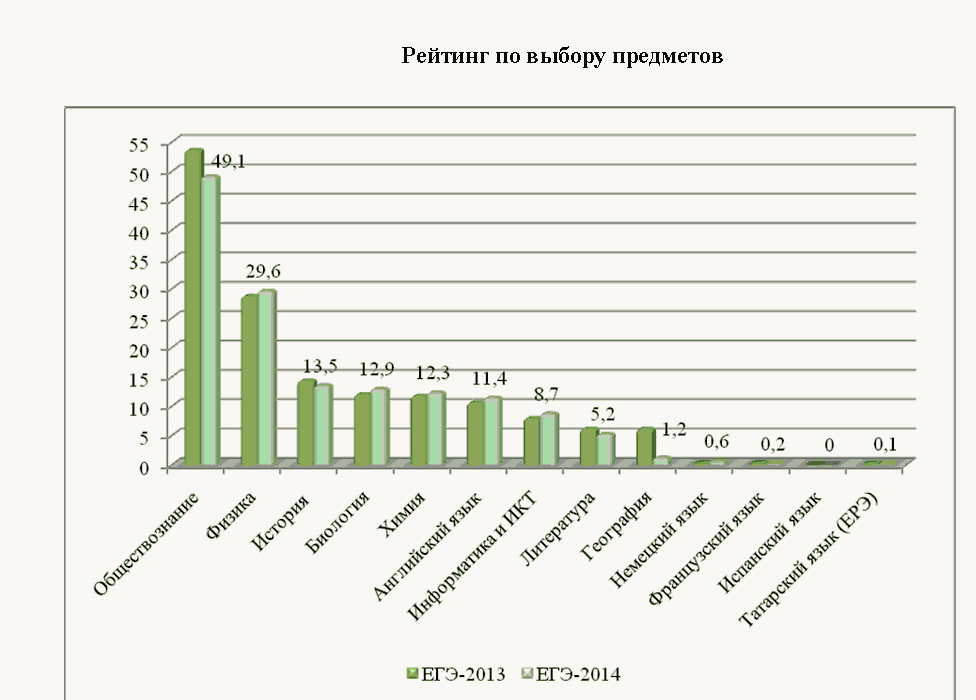 Рейтинг по выбору предметов
55
50
45
40
35
30
25
20
15
10
5
0
49,1
29,6
13,5
12,9
12,3
11,4
8,7
5,2
1,2
0,6
0,2
0
0,1
Обществознание
Физика
История
Биология
Химия
Английский язык
Информатика и ИКТ
Литература
География
Немецкий язык
Французский язык
Испанский язык
Татарский язык (ЕРЭ)
ЕГЭ-2013
ЕГЭ-2014